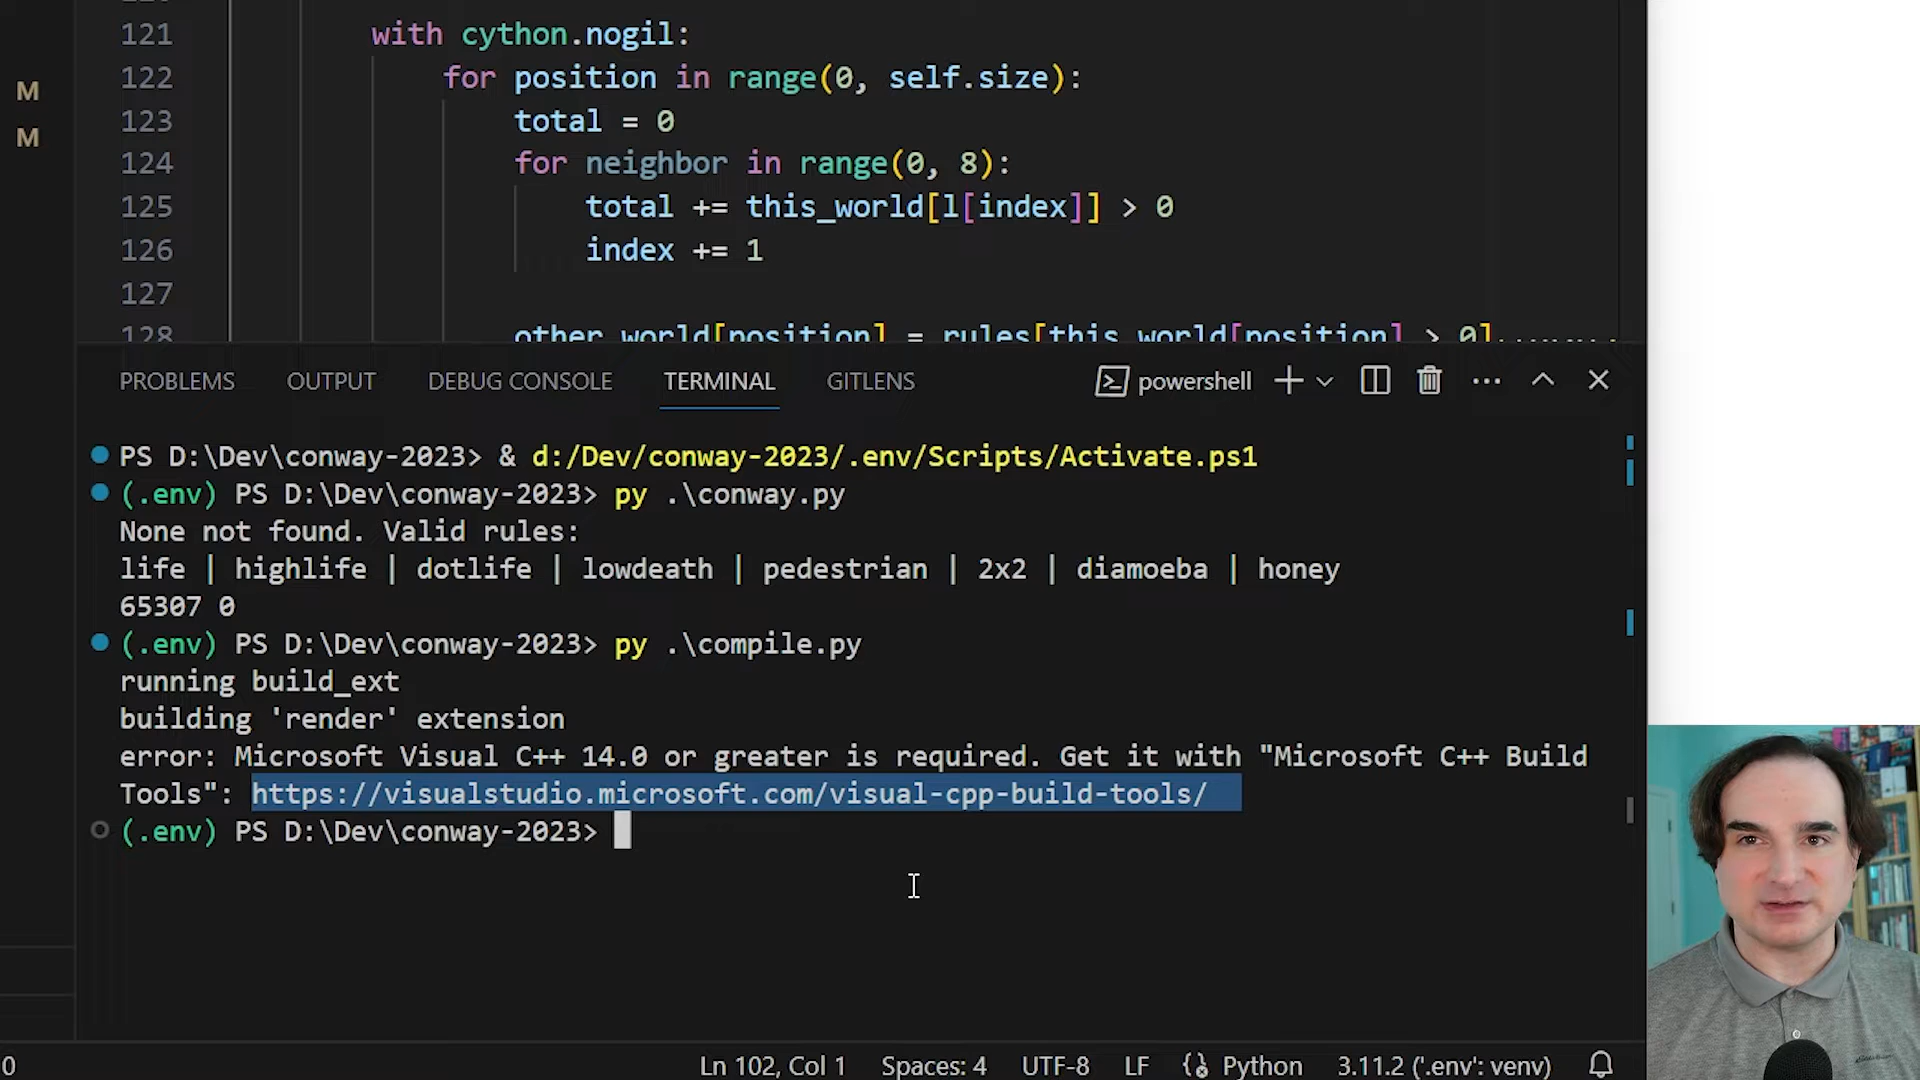 121 with cython.nogil:
M
122 for position in range(0, self.size):
123 total = 0
M
124 for neighbor in range(0, 8):
125 total += this_world[l[index]] > 0
126 index += 1
127
128 other_world[position] = rules[this_world[position] > 0]
PROBLEMS OUTPUT DEBUG CONSOLE TERMINAL GITLENS powershell
PS D:\Dev\conway-2023> & d:/Dev/conway-2023/.env/Scripts/Activate.ps1
(.env) PS D:\Dev\conway-2023> py .\conway.py
None not found. Valid rules:
life | highlife | dotlife | lowdeath | pedestrian | 2x2 | diamoeba | honey
65307 0
(.env) PS D:\Dev\conway-2023> py .\compile.py
running build_ext
building 'render' extension
error: Microsoft Visual C++ 14.0 or greater is required. Get it with "Microsoft C++ Build
Tools": https://visualstudio.microsoft.com/visual-cpp-build-tools/
(.env) PS D:\Dev\conway-2023>
0 Ln 102, Col 1 Spaces: 4 UTF-8 LF Python 3.11.2 ('.env': venv)